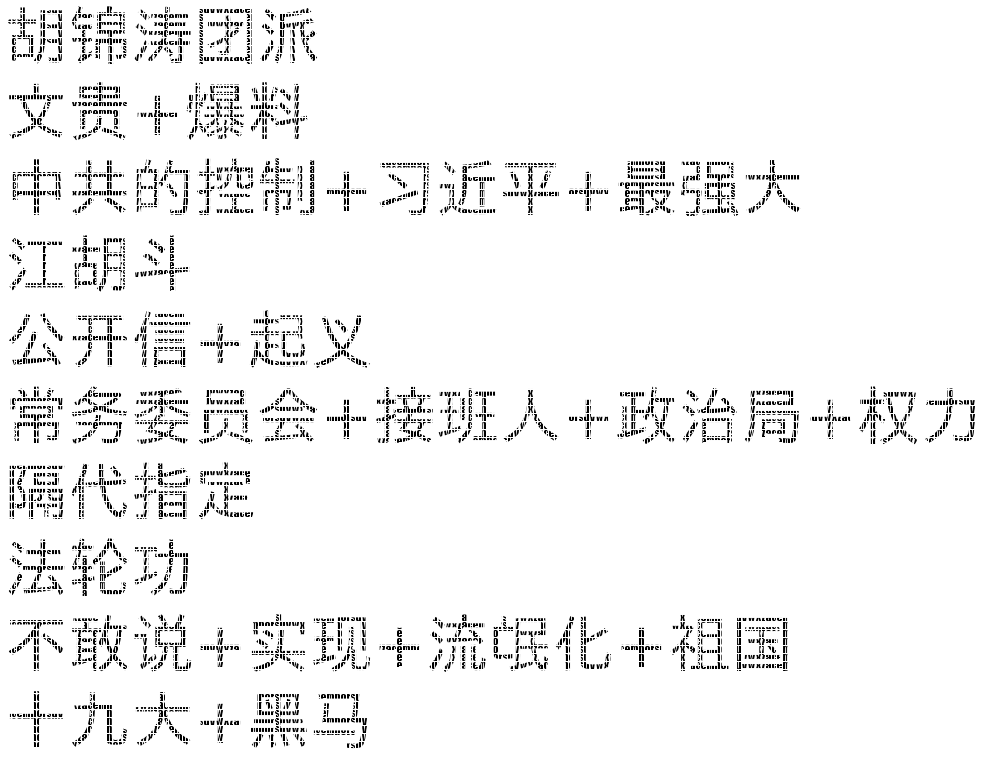 胡锦涛团派
文贵+爆料
中共的控制+习近平+最强大
江胡斗
公开信+起义
常务委员会+接班人+政治局+权力
隔代指定
法轮功
不敢说+实现+流氓化+祖国
十九大+黑马